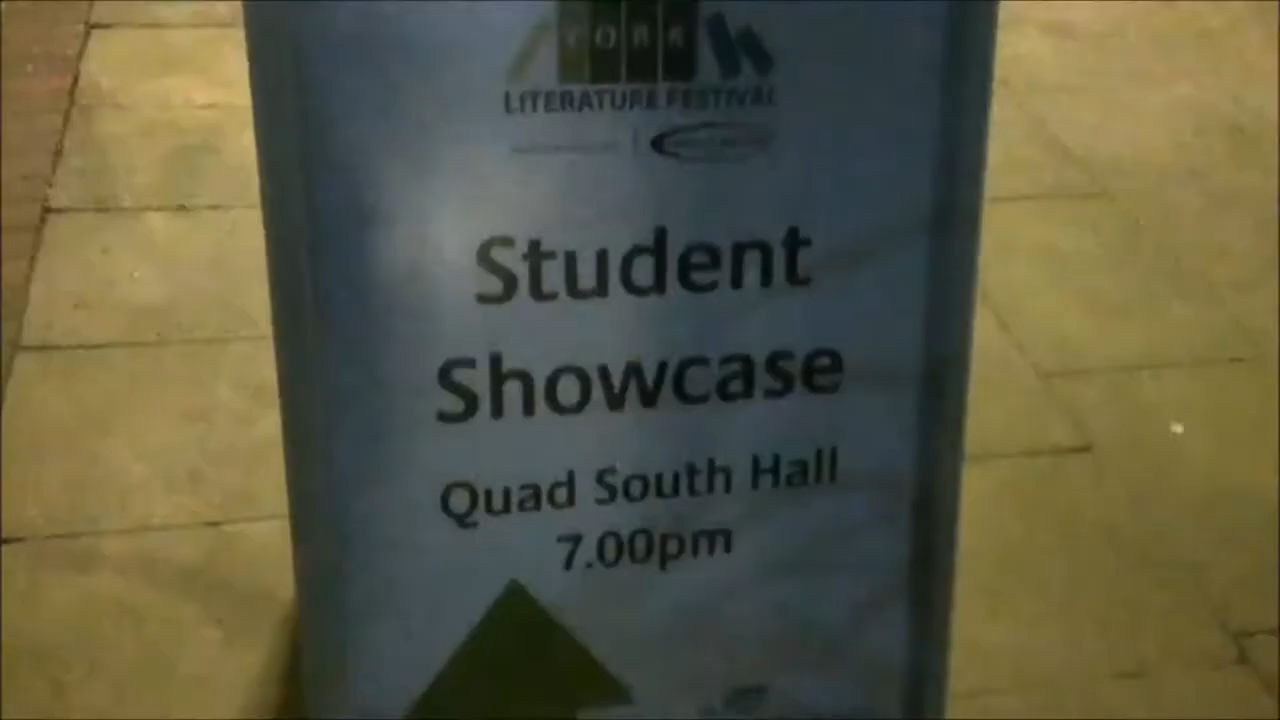 YORK
LITERATURE FESTIVAL
Student
Showcase
Quad South Hall
7.00pm